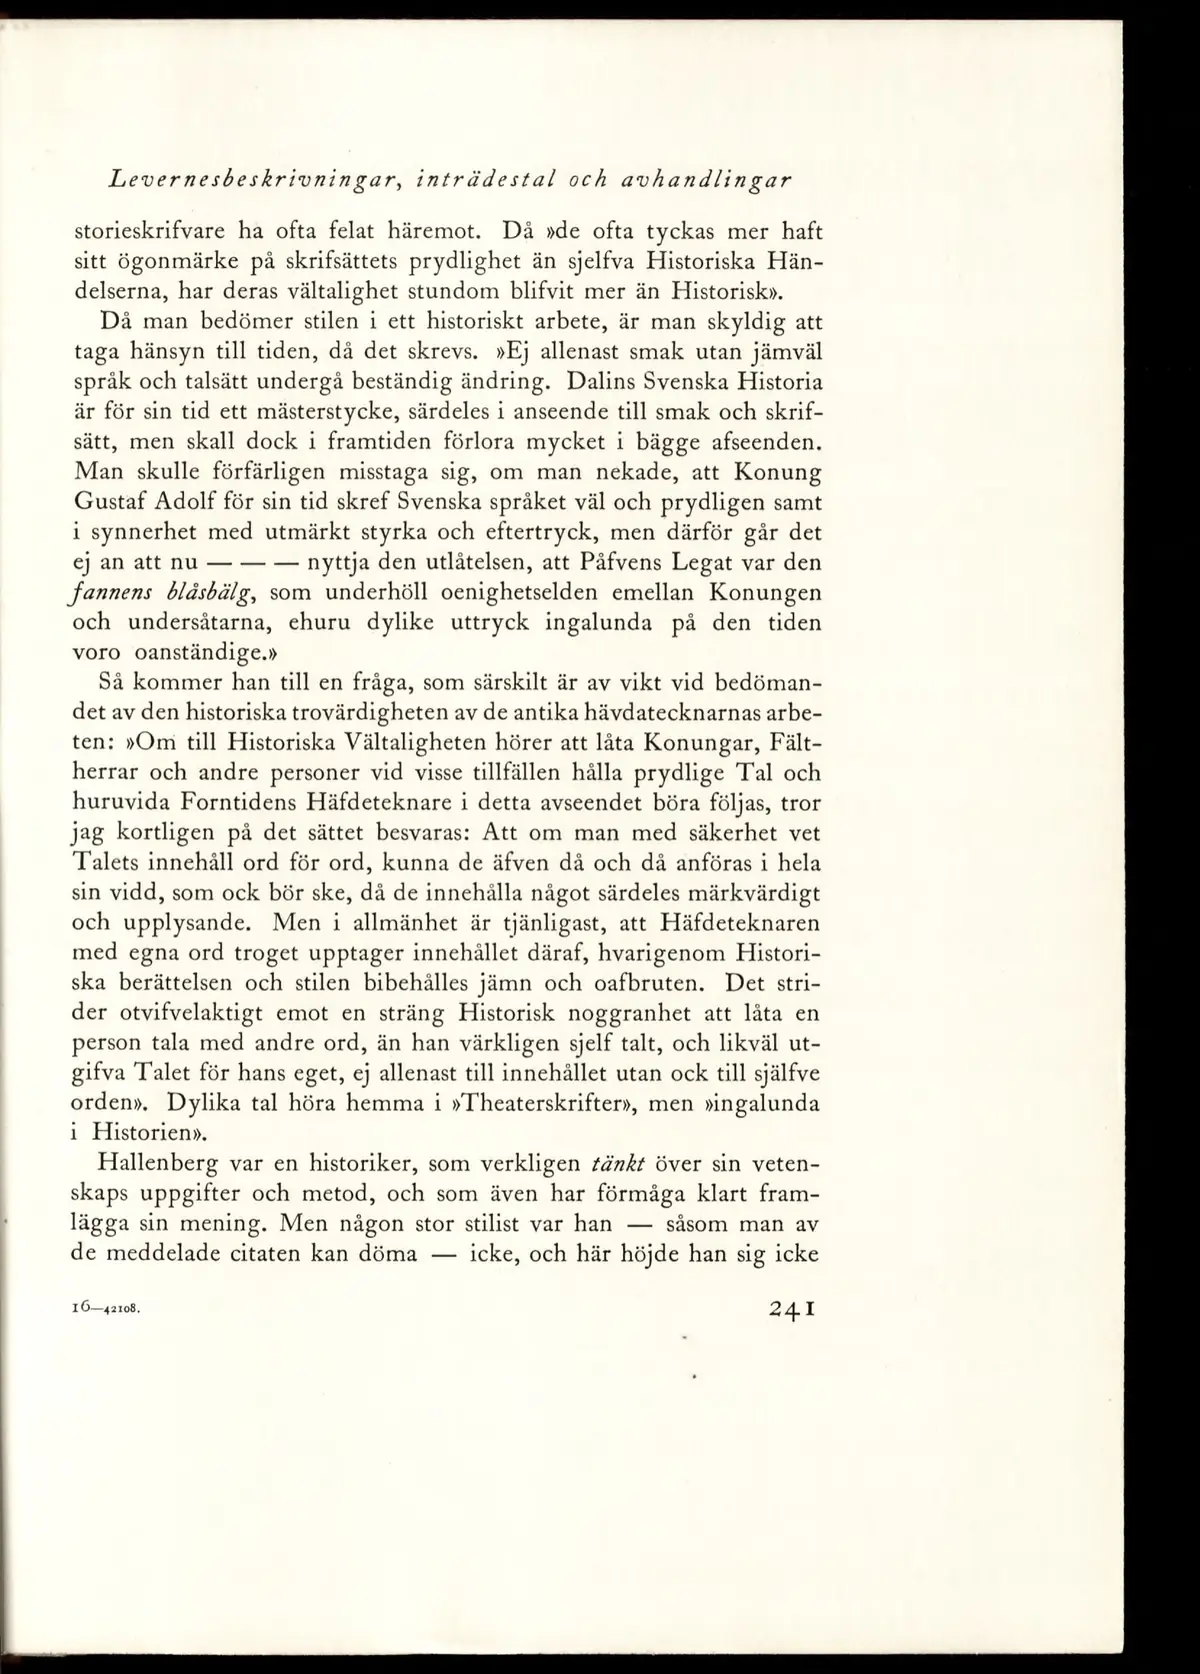 Levernesbeskrivningar, inträdestal och avhandlingar
storieskrifvare ha ofta felat häremot. Då »de ofta tyckas mer haft
sitt ögonmärke på skrifsättets prydlighet än sjelfva Historiska Hän-
delserna, har deras vältalighet stundom blifvit mer än Historisk».
Då man bedömer stilen i ett historiskt arbete, är man skyldig att
taga hänsyn till tiden, då det skrevs. »Ej allenast smak utan jämväl
språk och talsätt undergå beständig ändring. Dalins Svenska Historia
är för sin tid ett mästerstycke, särdeles i anseende till smak och skrif-
sätt, men skall dock i framtiden förlora mycket i bägge afseenden.
Man skulle förfärligen misstaga sig, om man nekade, att Konung
Gustaf Adolf för sin tid skref Svenska språket väl och prydligen samt
i synnerhet med utmärkt styrka och eftertryck, men därför går det
ej an att nu — — — nyttja den utlåtelsen, att Påfvens Legat var den
fannens blåsbälg, som underhöll oenighetselden emellan Konungen
och undersåtarna, ehuru dylike uttryck ingalunda på den tiden
voro oanständige.»
Så kommer han till en fråga, som särskilt är av vikt vid bedöman-
det av den historiska trovärdigheten av de antika hävdatecknarnas arbe-
ten: »Om till Historiska Vältaligheten hörer att låta Konungar, Fält-
herrar och andre personer vid visse tillfällen hålla prydlige Tal och
huruvida Forntidens Häfdeteknare i detta avseendet böra följas, tror
jag kortligen på det sättet besvaras: Att om man med säkerhet vet
Talets innehåll ord för ord, kunna de äfven då och då anföras i hela
sin vidd, som ock bör ske, då de innehålla något särdeles märkvärdigt
och upplysande. Men i allmänhet är tjänligast, att Häfdeteknaren
med egna ord troget upptager innehållet däraf, hvarigenom Histori-
ska berättelsen och stilen bibehålles jämn och oafbruten. Det stri-
der otvifvelaktigt emot en sträng Historisk noggranhet att låta en
person tala med andre ord, än han värkligen sjelf talt, och likväl ut-
gifva Talet för hans eget, ej allenast till innehållet utan ock till själfve
orden». Dylika tal höra hemma i »Theaterskrifter», men »ingalunda
i Historien».
Hallenberg var en historiker, som verkligen tänkt över sin veten-
skaps uppgifter och metod, och som även har förmåga klart fram-
lägga sin mening. Men någon stor stilist var han — såsom man av
de meddelade citaten kan döma — icke, och här höjde han sig icke
16—42108.
241